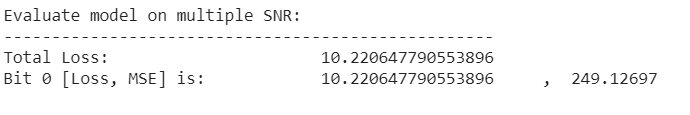 Evaluate model on multiple SNR:
--------------------------------------------------
Total Loss: 10.220647790553896
Bit 0 [Loss, MSE] is: 10.220647790553896 , 249.12697